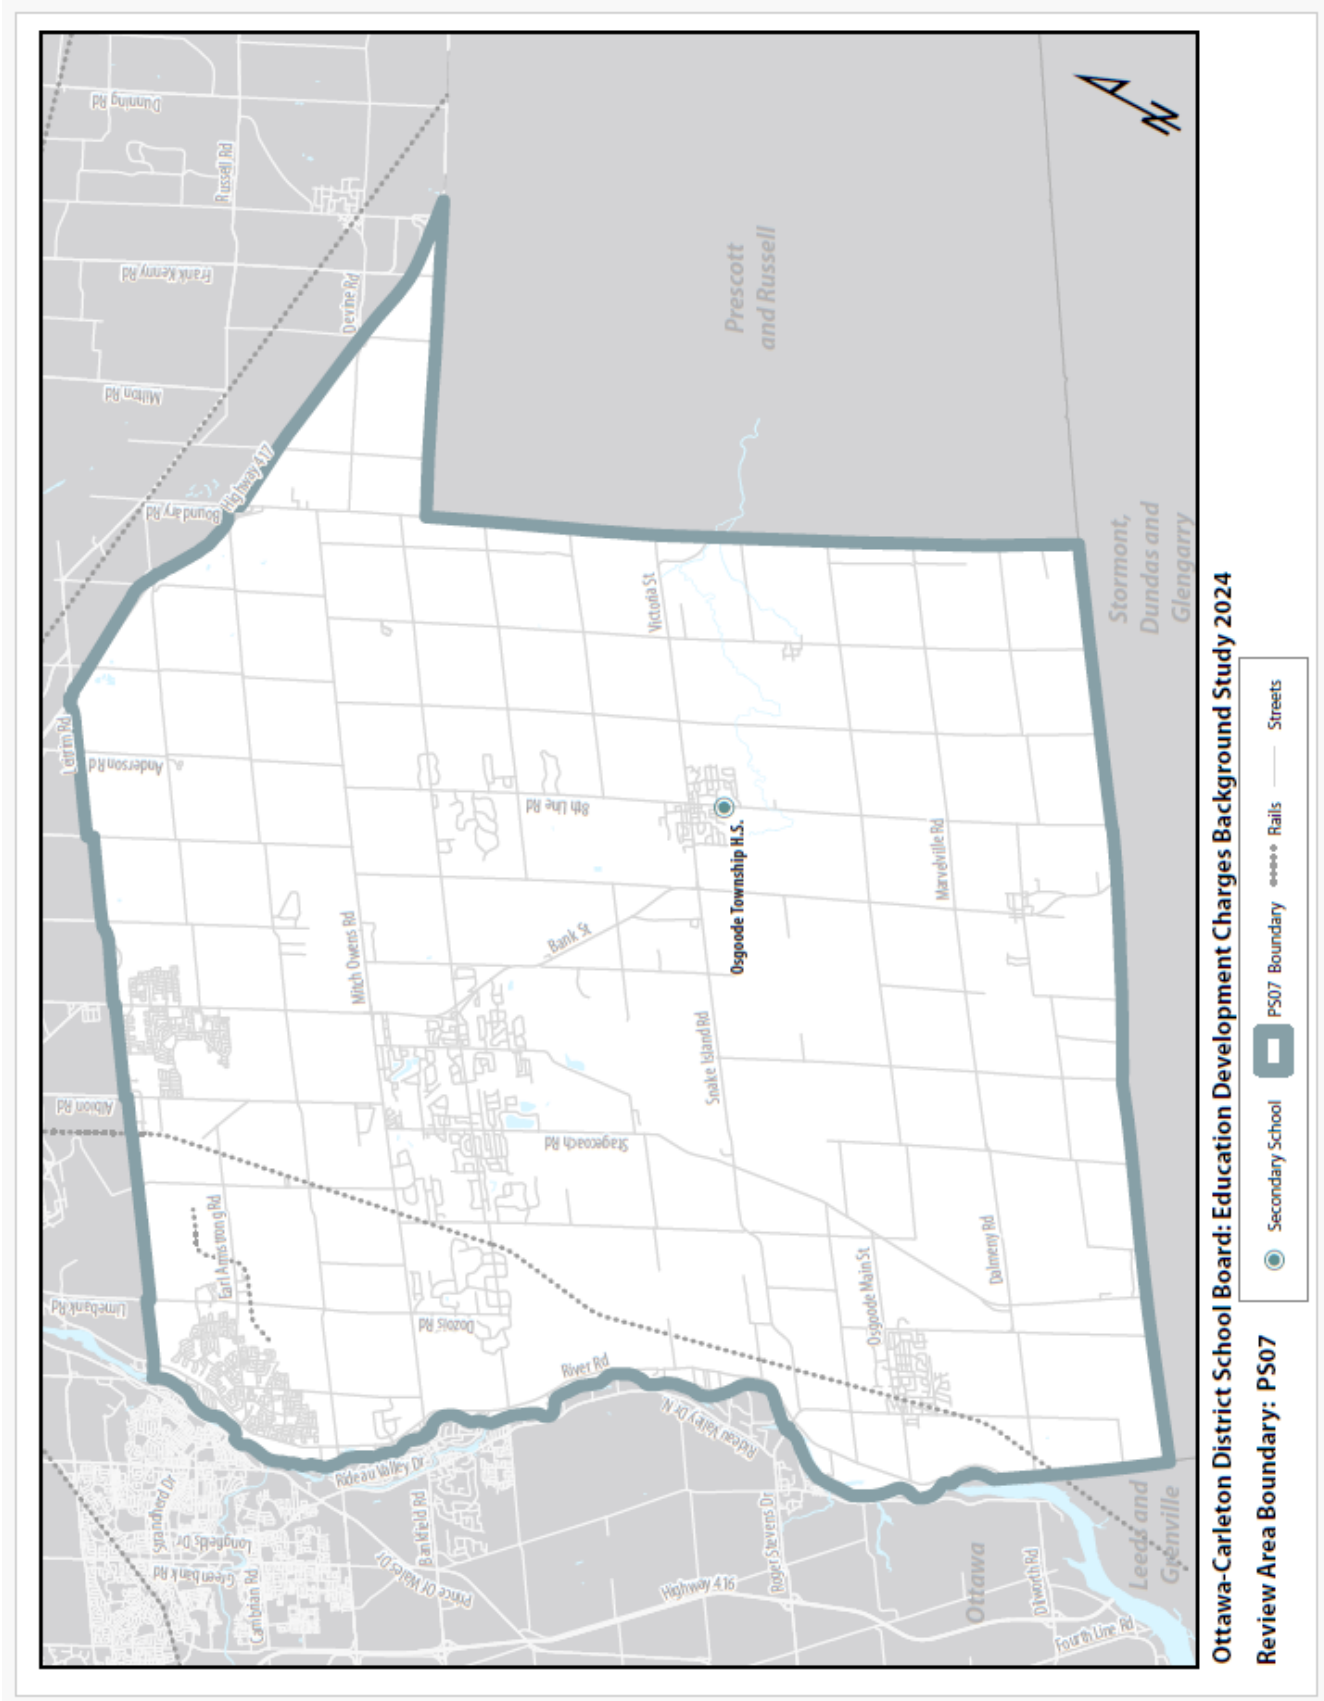 Dunning Rd
Russell Rd
Frank Kenny Rd
Devine Rd
Milton Rd
Highway 417
Boundary Rd
Prescott
and Russell
Stormont,
Dundas and
Glengarry
Victoria St
Leitrim Rd
Anderson Rd
8th Line Rd
Osgoode Township H.S.
Marvelville Rd
Mitch Owens Rd
Bank St
Snake Island Rd
Albion Rd
Stagecoach Rd
Earl Armstrong Rd
Limebank Rd
Dozois Rd
Osgoode Main St
Dalmeny Rd
River Rd
Rideau Valley Dr N
Rideau Valley Dr
Strandherd Dr
Longfields Dr
Greenbank Rd
Cambrian Rd
Bankfield Rd
Prince Of Wales Dr
Highway 416
Roger Stevens Dr
Ottawa
Dilworth Rd
Fourth Line Rd
Leeds and
Grenville
N
Ottawa-Carleton District School Board: Education Development Charges Background Study 2024
Review Area Boundary: PS07
Secondary School PS07 Boundary Rails Streets